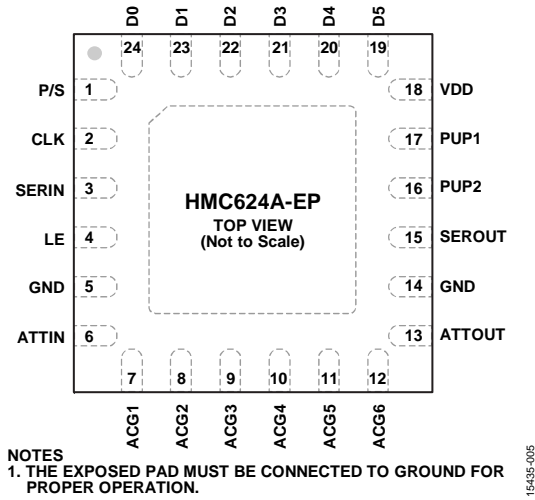 D0 D1 D2 D3 D4 D5
24 23 22 21 20 19
P/S 1 18 VDD
CLK 2 17 PUP1
SERIN 3 16 PUP2
HMC624A-EP
TOP VIEW
(Not to Scale)
LE 4 15 SEROUT
GND 5 14 GND
ATTIN 6 13 ATTOUT
7 8 9 10 11 12
ACG1 ACG2 ACG3 ACG4 ACG5 ACG6
NOTES
1. THE EXPOSED PAD MUST BE CONNECTED TO GROUND FOR
PROPER OPERATION.
15435-005